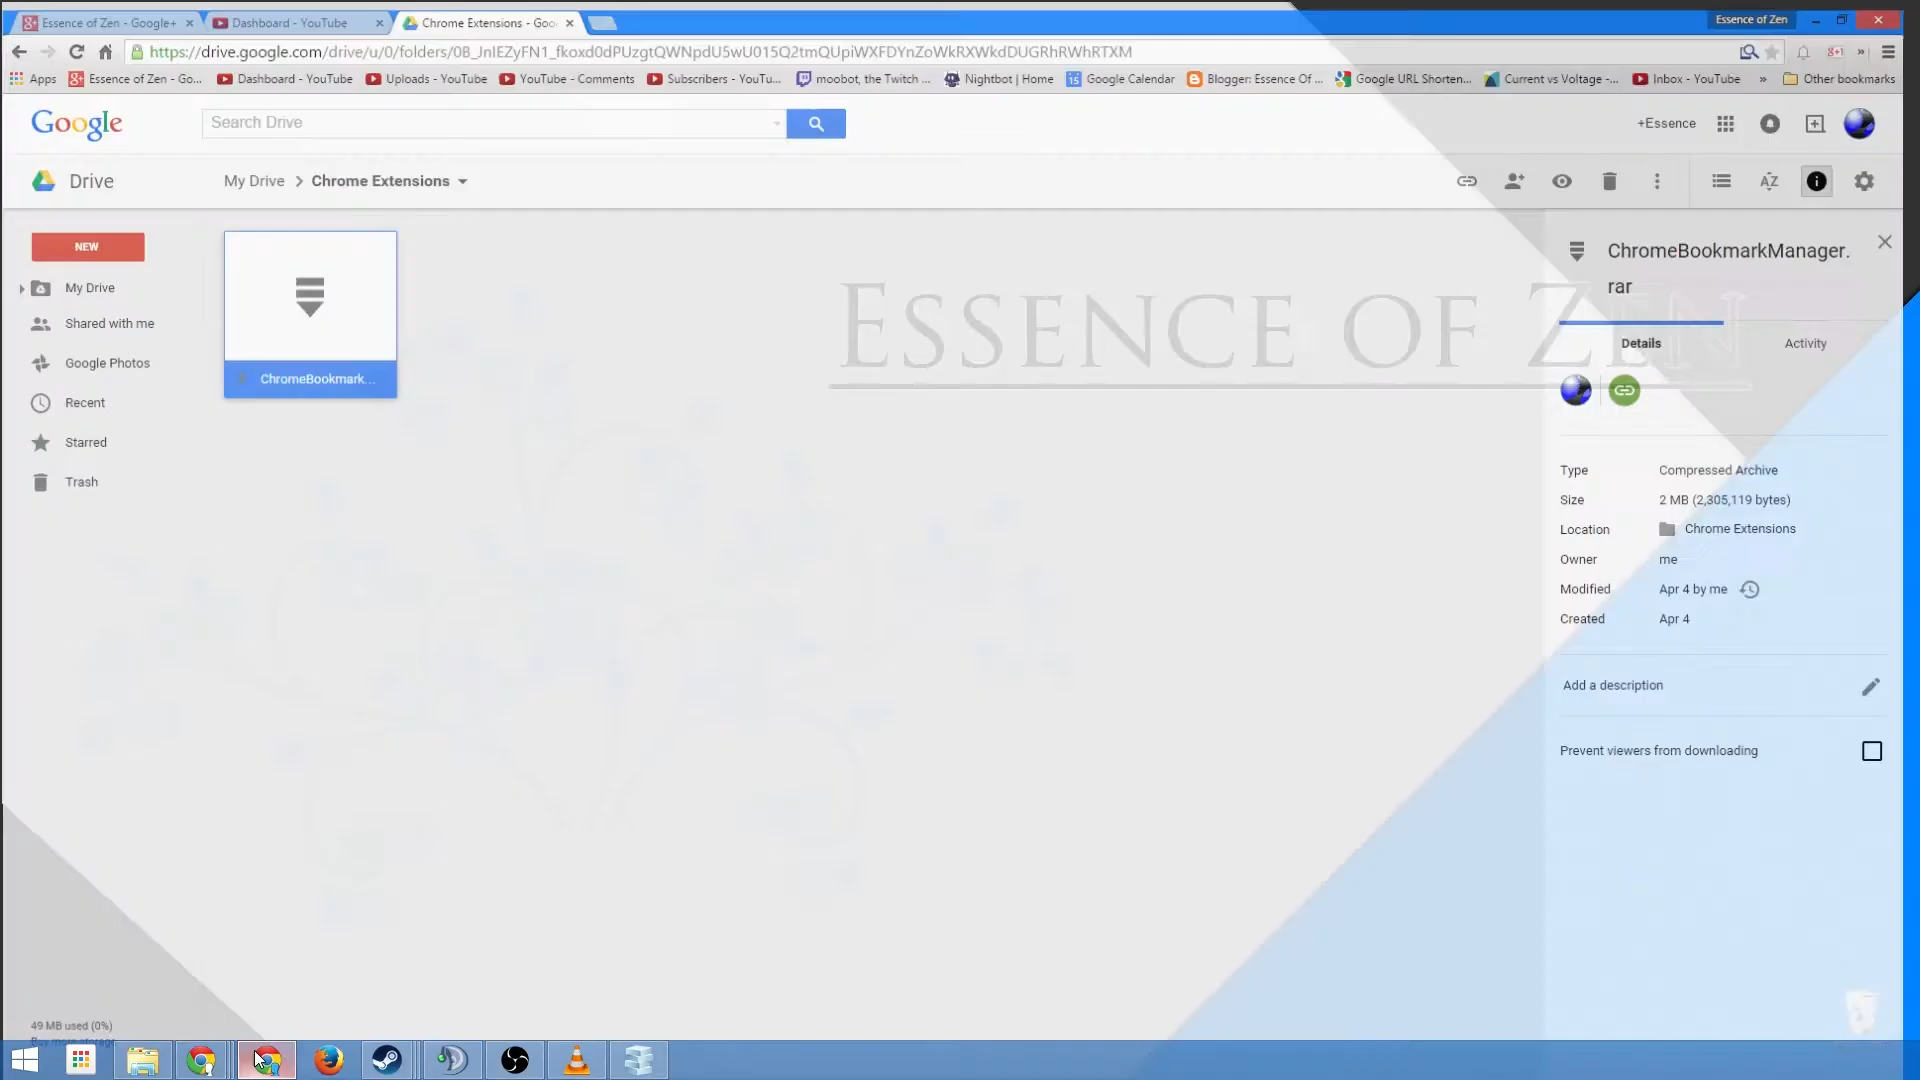 Essence of Zen - Google+
Dashboard - YouTube
Chrome Extensions - Goo
Essence of Zen
https://drive.google.com/drive/u/0/folders/0B_JnIEZyFN1_fkoxd0dPUzgtQWNpdU5wU015Q2tmQUpiWXFDYnZoWkRXWkdDUGRhRWhRTXM
Apps
Essence of Zen - Go...
Dashboard - YouTube
Uploads - YouTube
YouTube - Comments
Subscribers - YouTu...
moobot, the Twitch ...
Nightbot | Home
Google Calendar
Blogger: Essence Of ...
Google URL Shorten...
Current vs Voltage -...
Inbox - YouTube
»
Other bookmarks
Google
Search Drive
+Essence
Drive
My Drive > Chrome Extensions
AZ
NEW
My Drive
Shared with me
Google Photos
Recent
Starred
Trash
ChromeBookmark...
Essence of Zen
ChromeBookmarkManager.
rar
Details
Activity
Type Compressed Archive
Size 2 MB (2,305,119 bytes)
Location Chrome Extensions
Owner me
Modified Apr 4 by me
Created Apr 4
Add a description
Prevent viewers from downloading
49 MB used (0%)
Buy more storage